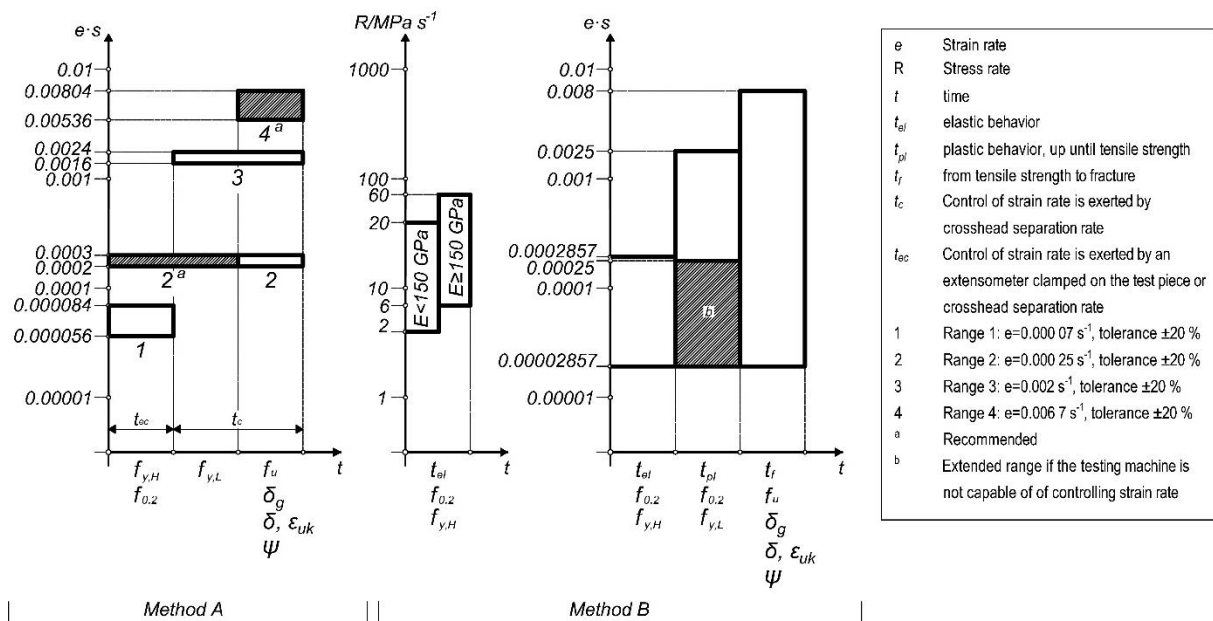 e·s
0.01
0.00804
0.00536
4 a
0.0024
0.0016
3
0.001
0.0003
0.0002
2 a
2
0.0001
0.000084
0.000056
1
0.00001
tec
tc
t
fy,H
f0.2
fy,L
fu
δg
δ, εuk
Ψ
Method A
R/MPa s⁻¹
1000
100
60
20
10
6
2
1
E<150 GPa
E≥150 GPa
t
tel
f0.2
fy,H
e·s
0.01
0.008
0.0025
0.001
0.0002857
0.00025
0.0001
b
0.00002857
0.00001
t
tel
f0.2
fy,H
tpl
f0.2
fy,L
tf
fu
δg
δ, εuk
Ψ
Method B
e Strain rate
R Stress rate
t time
tel elastic behavior
tpl plastic behavior, up until tensile strength
tf from tensile strength to fracture
tc Control of strain rate is exerted by
crosshead separation rate
tec Control of strain rate is exerted by an
extensometer clamped on the test piece or
crosshead separation rate
1 Range 1: e=0.000 07 s⁻¹, tolerance ±20 %
2 Range 2: e=0.000 25 s⁻¹, tolerance ±20 %
3 Range 3: e=0.002 s⁻¹, tolerance ±20 %
4 Range 4: e=0.006 7 s⁻¹, tolerance ±20 %
a Recommended
b Extended range if the testing machine is
not capable of of controlling strain rate